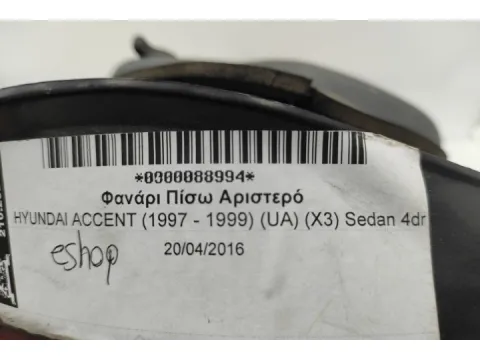 *0000088994*
Φανάρι Πίσω Αριστερό
HYUNDAI ACCENT (1997 - 1999) (UA) (X3) Sedan 4dr
eshop
20/04/2016